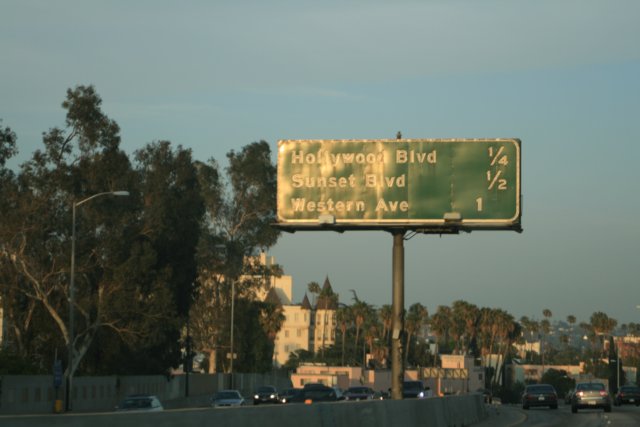 Hollywood Blvd 1/4
Sunset Blvd 1/2
Western Ave 1